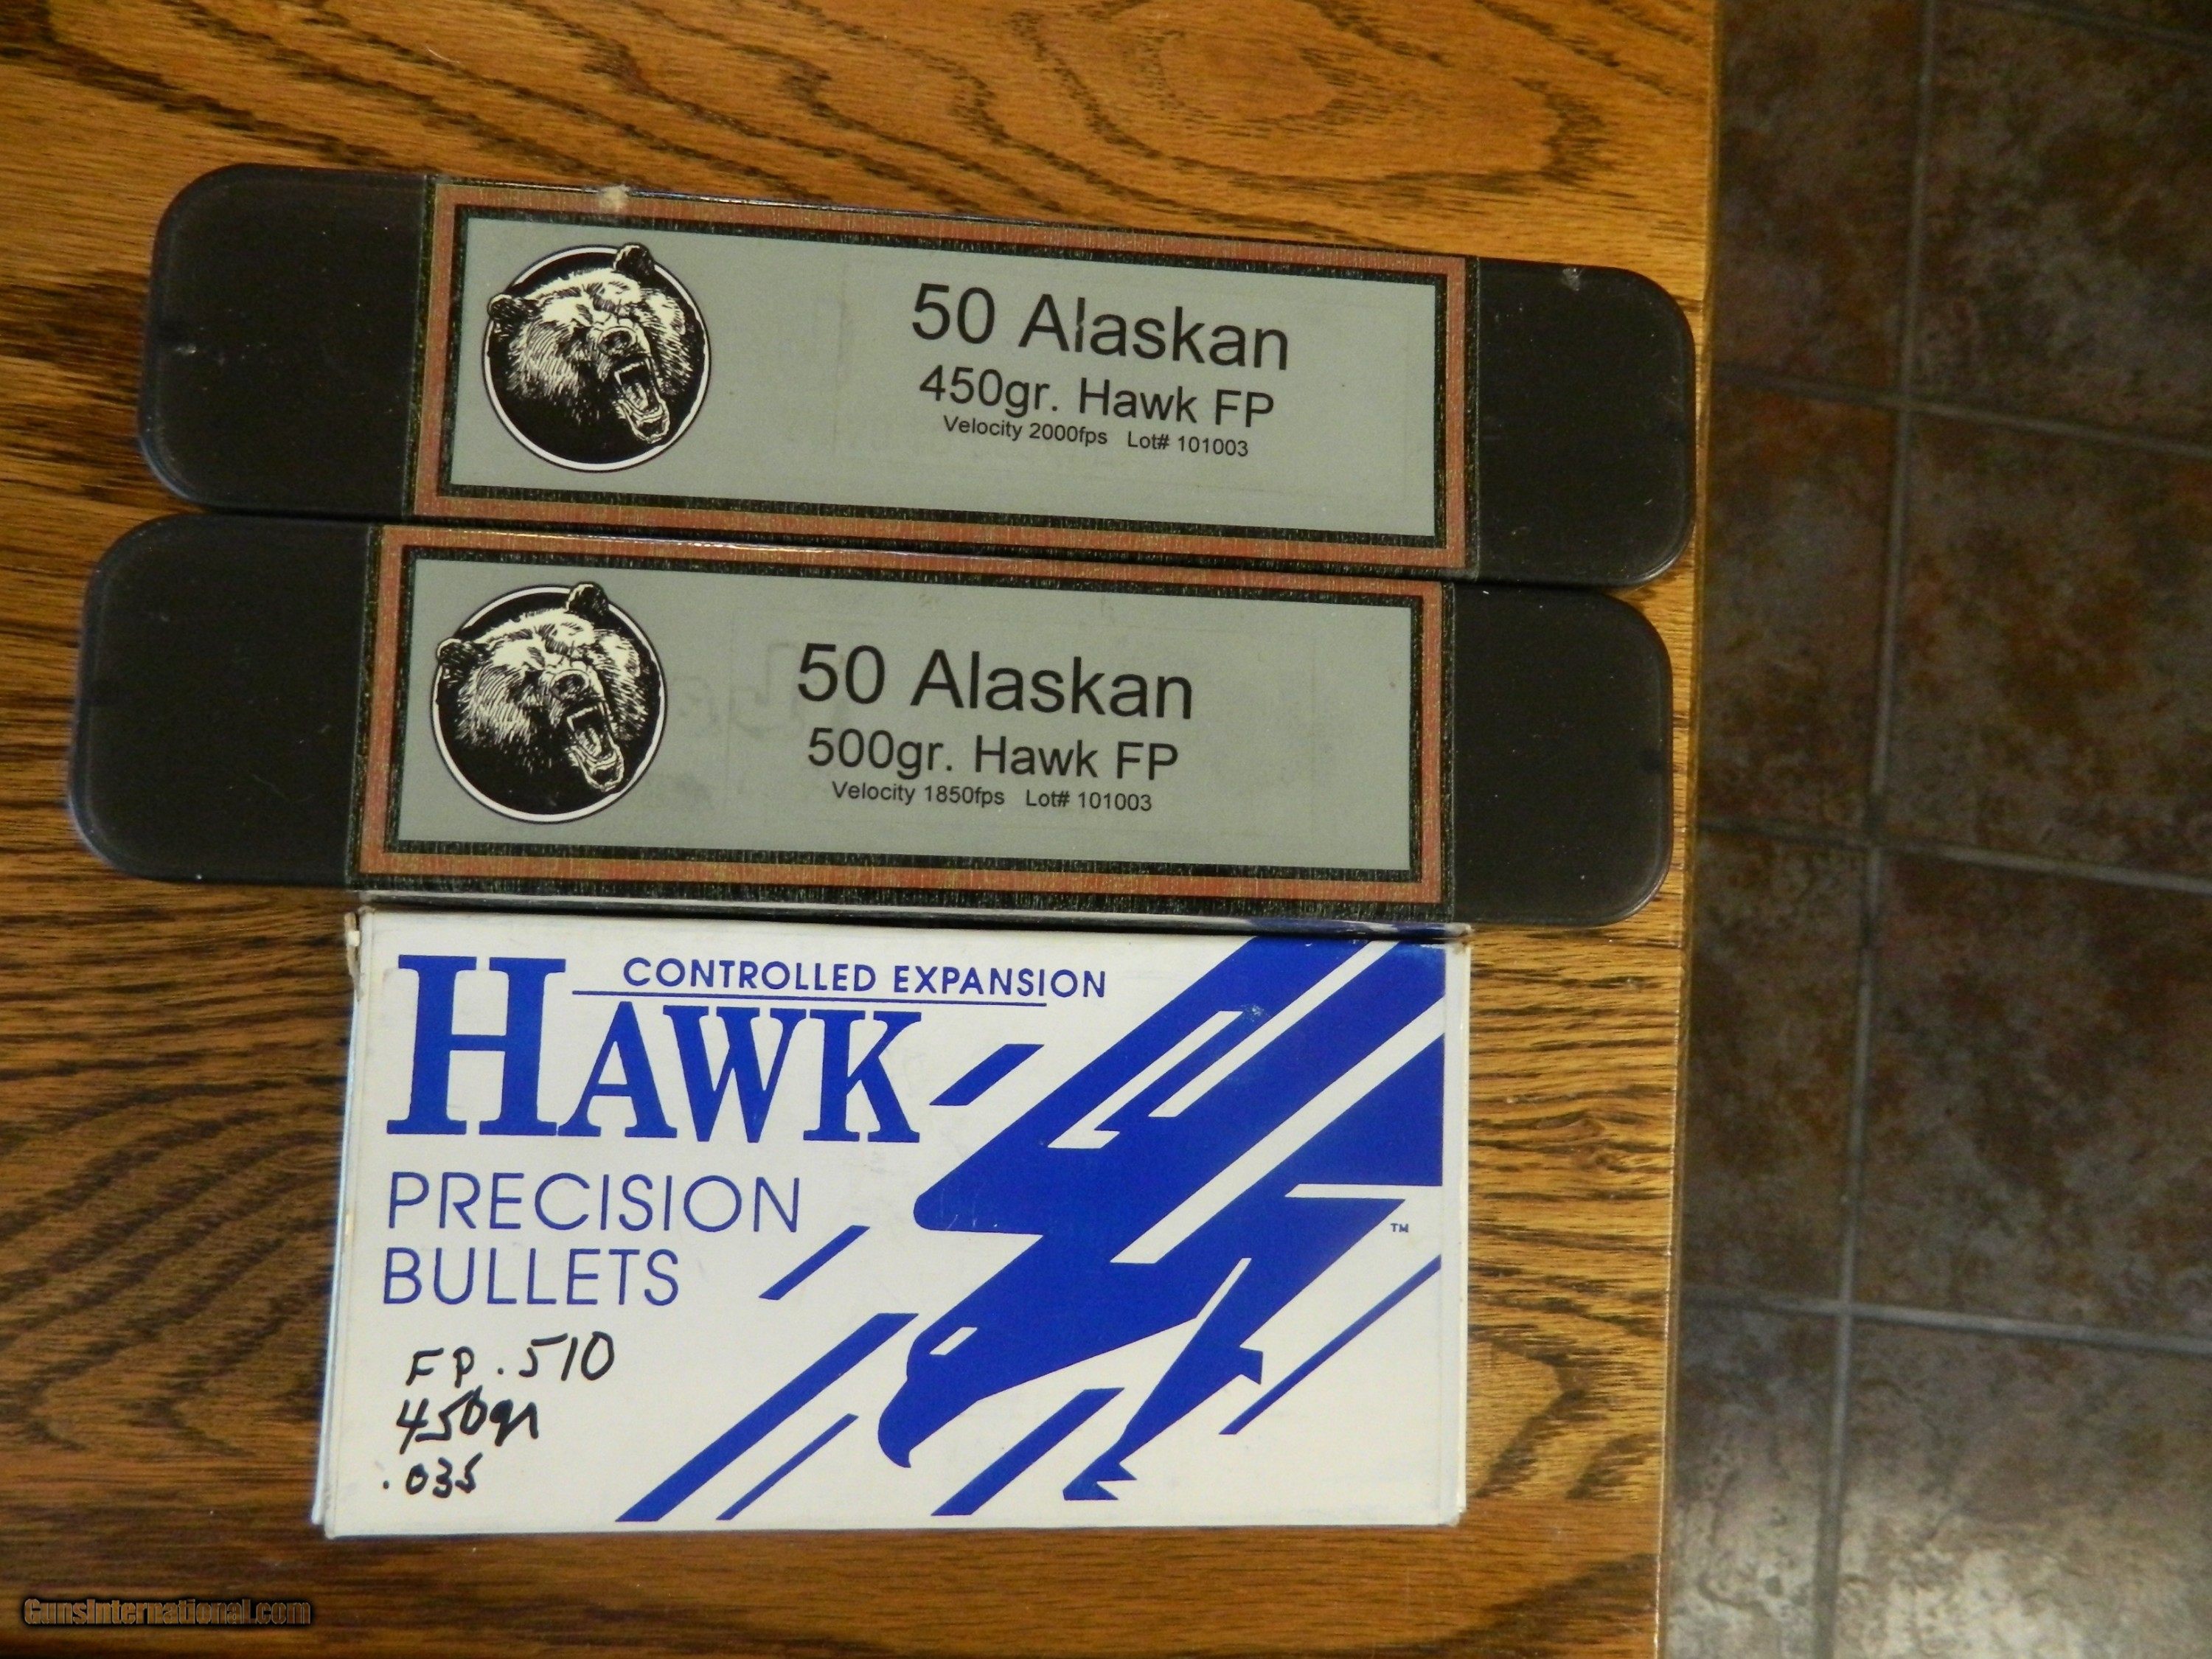 50 Alaskan
450gr. Hawk FP
Velocity 2000fps Lot# 101003
50 Alaskan
500gr. Hawk FP
Velocity 1850fps Lot# 101003
CONTROLLED EXPANSION
HAWK
PRECISION
BULLETS
TM
FP .510
450gr
.035
GunsInternational.com